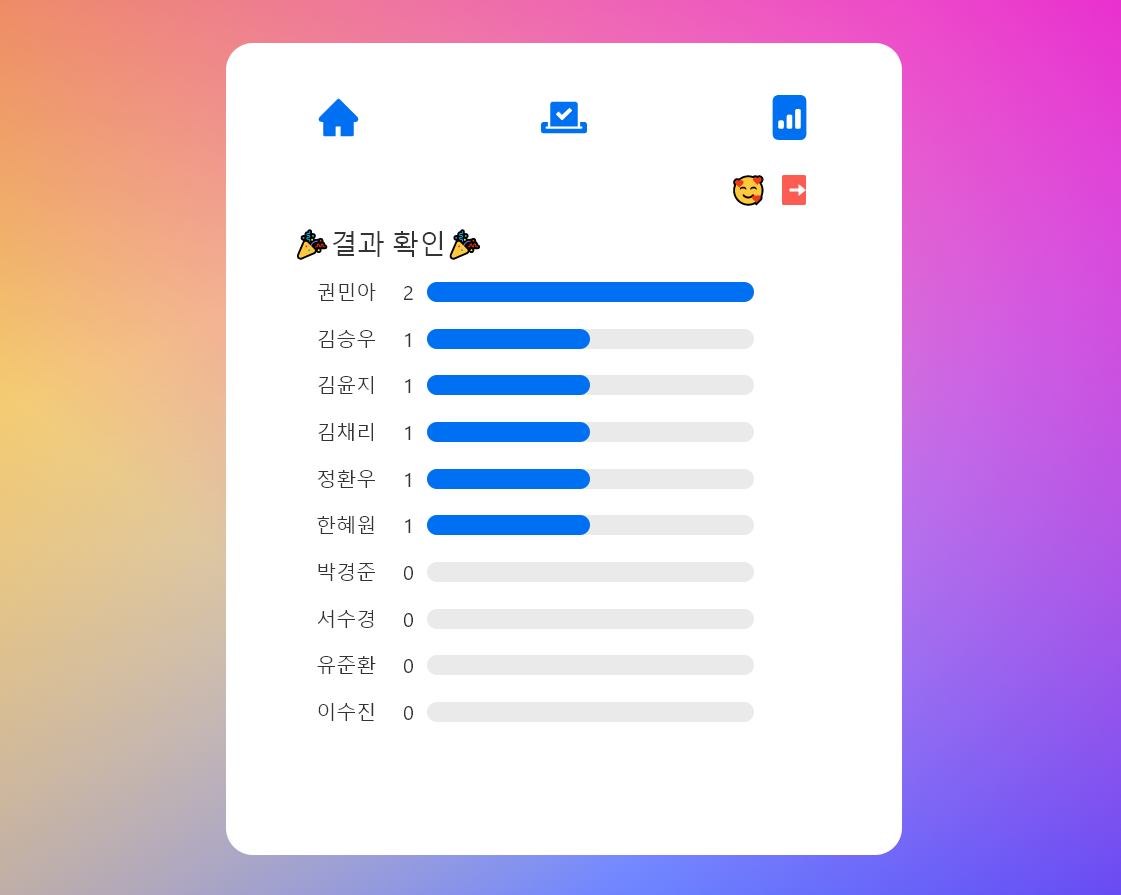 🎉결과 확인🎉
권민아 2
김승우 1
김윤지 1
김채리 1
정환우 1
한혜원 1
박경준 0
서수경 0
유준환 0
이수진 0